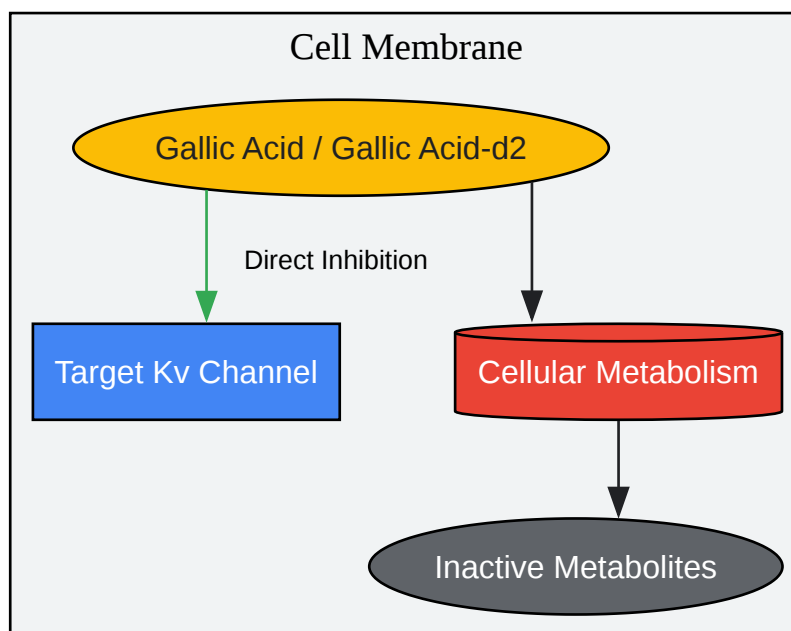 Cell Membrane
Gallic Acid / Gallic Acid-d2
Direct Inhibition
Target Kv Channel
Cellular Metabolism
Inactive Metabolites